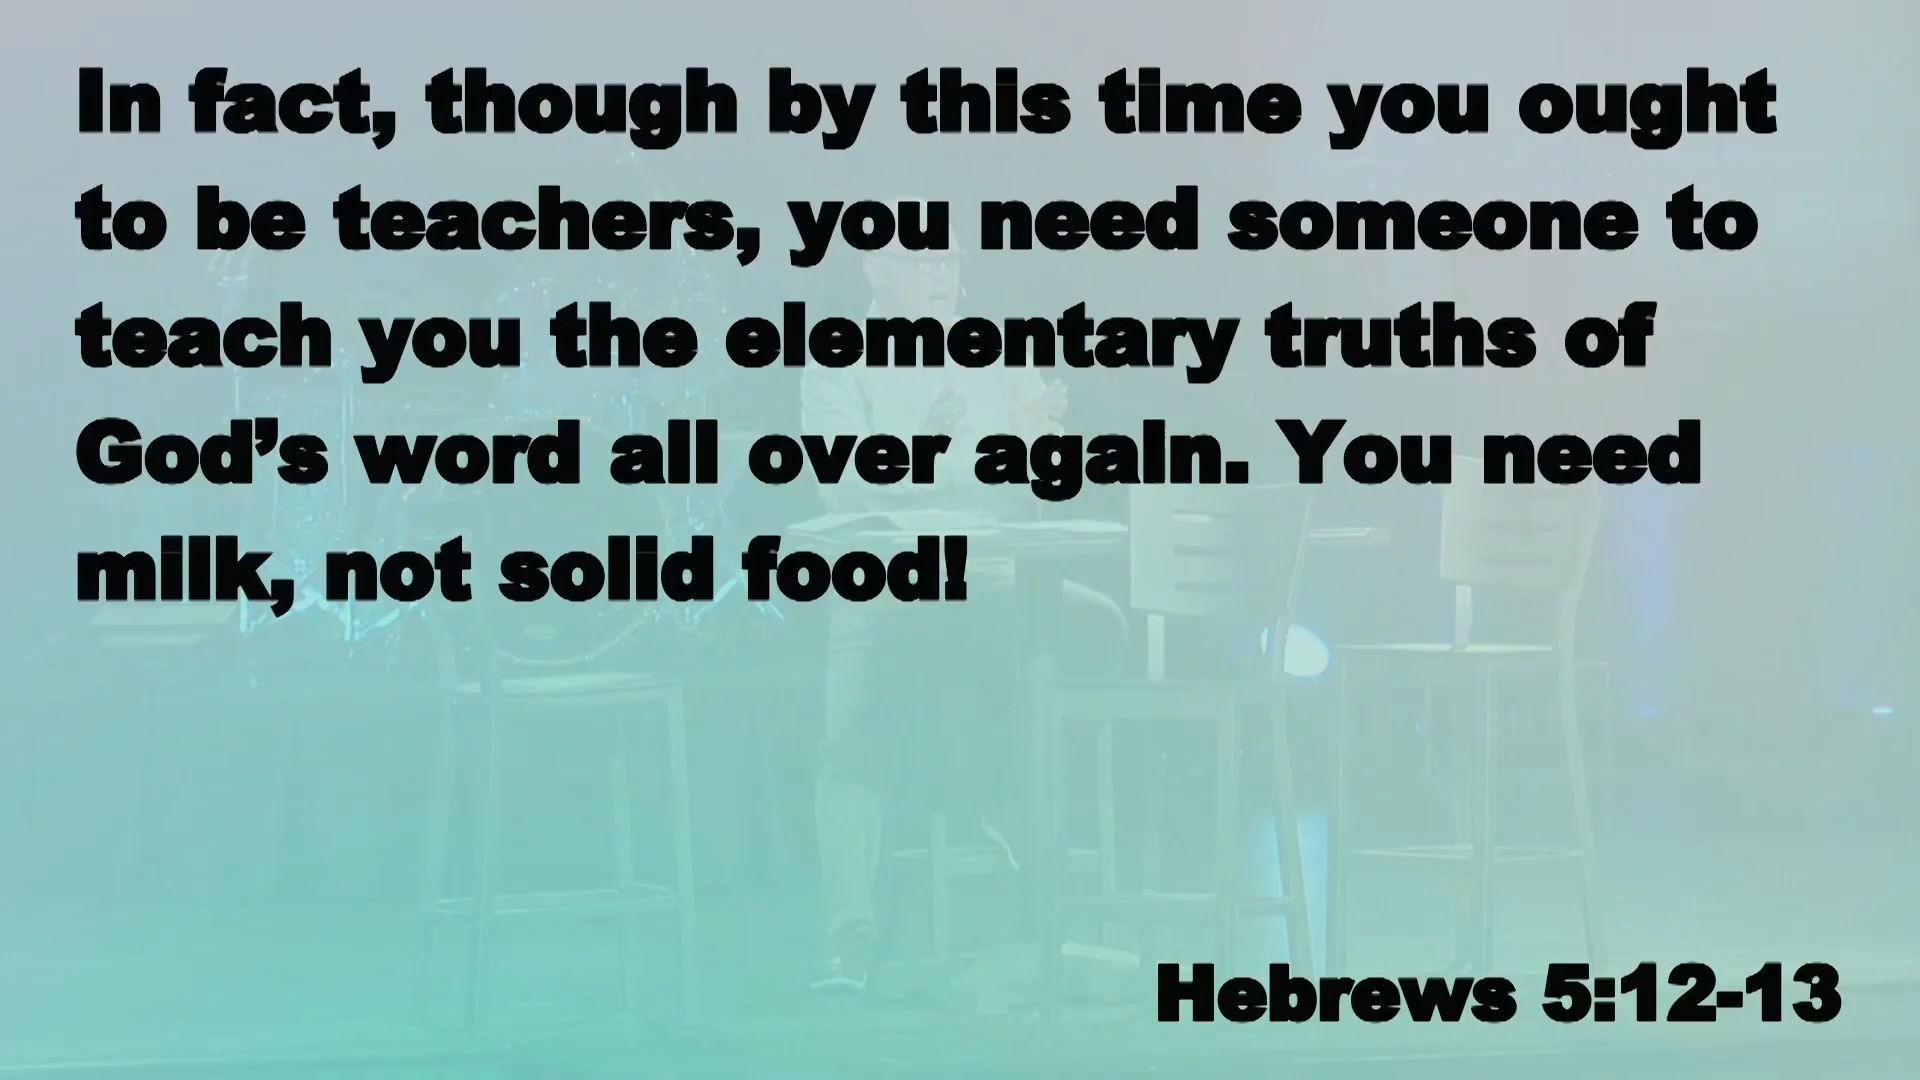 In fact, though by this time you ought
to be teachers, you need someone to
teach you the elementary truths of
God’s word all over again. You need
milk, not solid food!
Hebrews 5:12-13